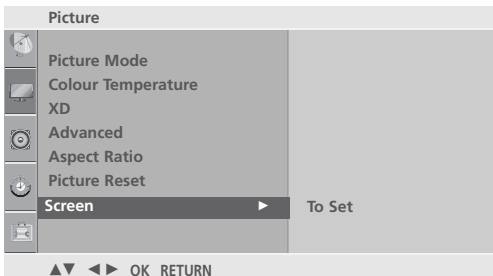 Picture
Picture Mode
Colour Temperature
XD
Advanced
Aspect Ratio
Picture Reset
Screen ► To Set
▲▼ ◄► OK RETURN